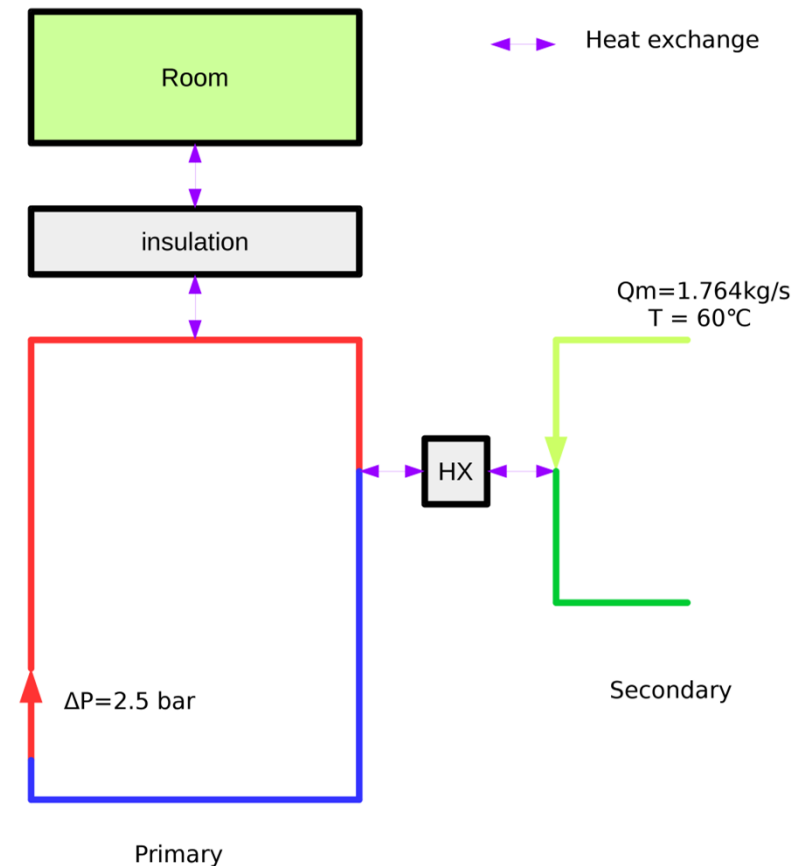 Room
Heat exchange
insulation
Qm=1.764kg/s
T = 60℃
HX
ΔP=2.5 bar
Secondary
Primary